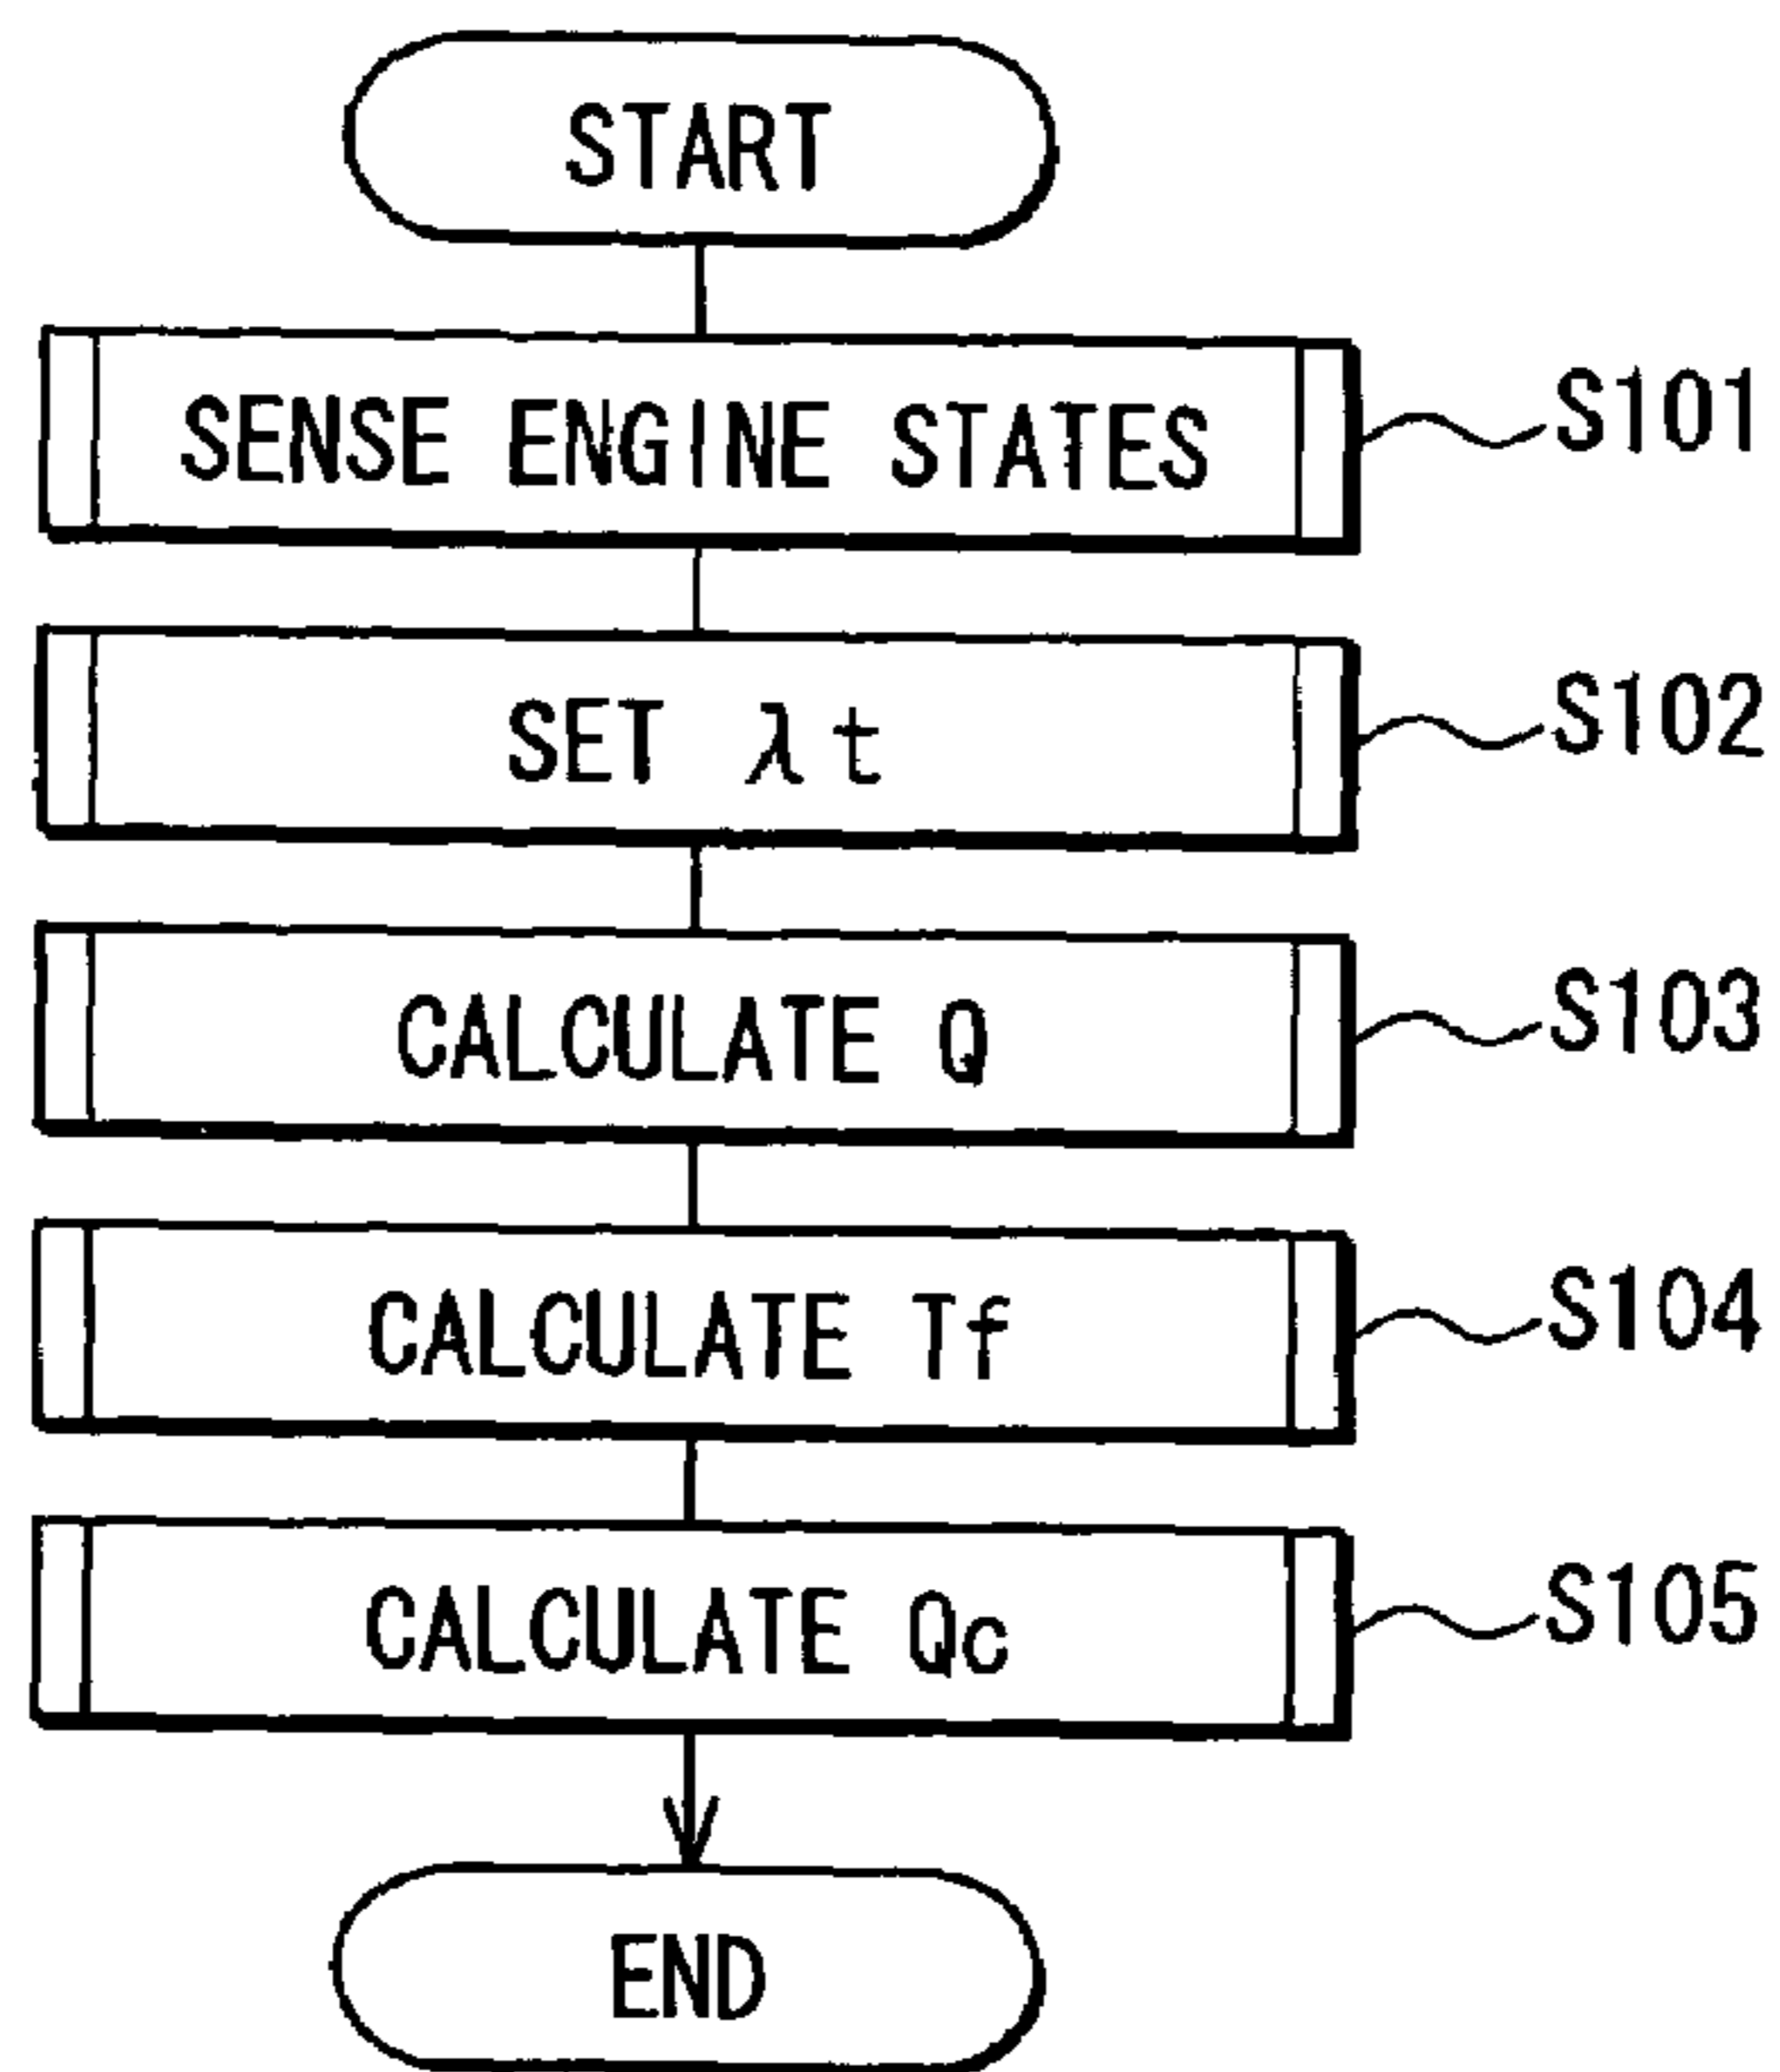 START
SENSE ENGINE STATES S101
SET λt S102
CALCULATE Q S103
CALCULATE Tf S104
CALCULATE Qc S105
END